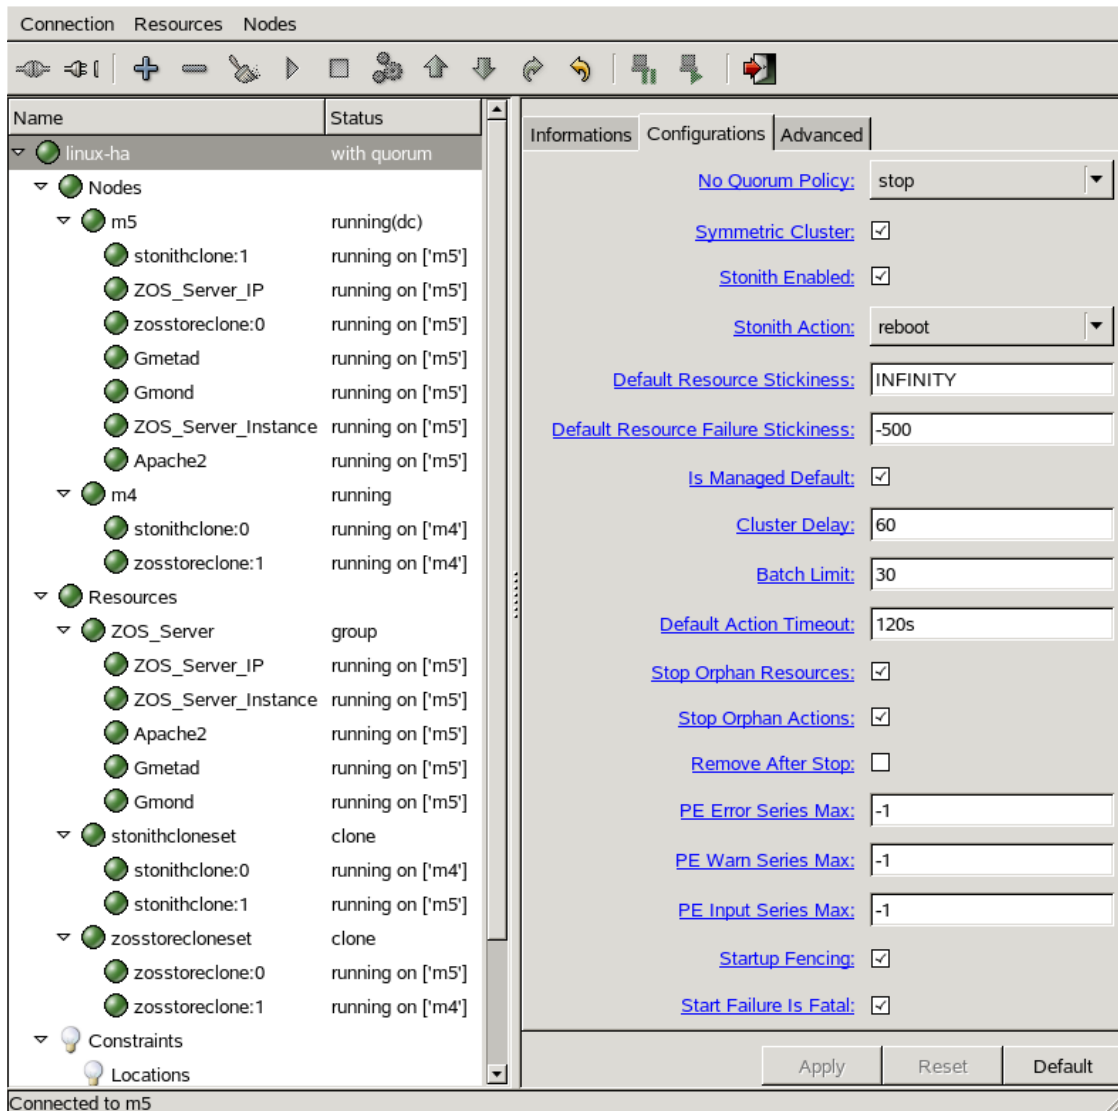 Connection Resources Nodes
Name Status
linux-ha with quorum
Nodes
m5 running(dc)
stonithclone:1 running on ['m5']
ZOS_Server_IP running on ['m5']
zosstoreclone:0 running on ['m5']
Gmetad running on ['m5']
Gmond running on ['m5']
ZOS_Server_Instance running on ['m5']
Apache2 running on ['m5']
m4 running
stonithclone:0 running on ['m4']
zosstoreclone:1 running on ['m4']
Resources
ZOS_Server group
ZOS_Server_IP running on ['m5']
ZOS_Server_Instance running on ['m5']
Apache2 running on ['m5']
Gmetad running on ['m5']
Gmond running on ['m5']
stonithcloneset clone
stonithclone:0 running on ['m4']
stonithclone:1 running on ['m5']
zosstorecloneset clone
zosstoreclone:0 running on ['m5']
zosstoreclone:1 running on ['m4']
Constraints
Locations
Informations Configurations Advanced
No Quorum Policy: stop
Symmetric Cluster:
Stonith Enabled:
Stonith Action: reboot
Default Resource Stickiness: INFINITY
Default Resource Failure Stickiness: -500
Is Managed Default:
Cluster Delay: 60
Batch Limit: 30
Default Action Timeout: 120s
Stop Orphan Resources:
Stop Orphan Actions:
Remove After Stop:
PE Error Series Max: -1
PE Warn Series Max: -1
PE Input Series Max: -1
Startup Fencing:
Start Failure Is Fatal:
Apply Reset Default
Connected to m5